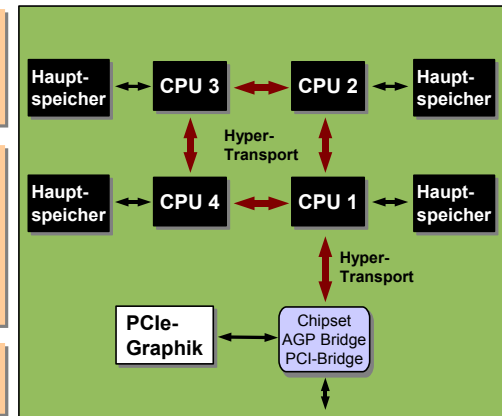 Haupt-
speicher
CPU 3
CPU 2
Haupt-
speicher
Hyper-
Transport
Haupt-
speicher
CPU 4
CPU 1
Haupt-
speicher
Hyper-
Transport
PCIe-
Graphik
Chipset
AGP Bridge
PCI-Bridge